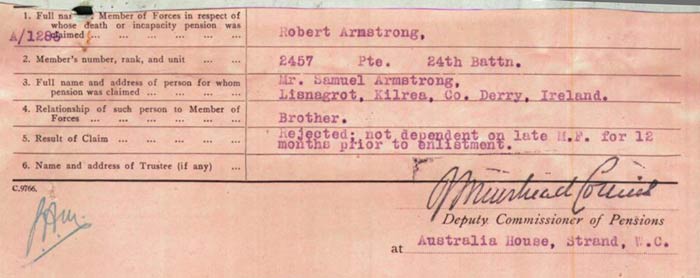 1. Full name of Member of Forces in respect of
whose death or incapacity pension was
claimed ... ... ... ... ... Robert Armstrong,
A/1285
2. Member's number, rank, and unit ... ... 2457 Pte. 24th Battn.
3. Full name and address of person for whom Mr. Samuel Armstrong,
pension was claimed ... ... ... ... Lisnagrot, Kilrea, Co. Derry, Ireland.
4. Relationship of such person to Member of
Forces ... ... ... ... ... ... Brother.
5. Result of Claim ... ... ... ... ... Rejected; not dependent on late M.F. for 12
months prior to enlistment.
6. Name and address of Trustee (if any) ...
C.9766.
J Muirhead Collins
Deputy Commissioner of Pensions
at Australia House, Strand, W.C.